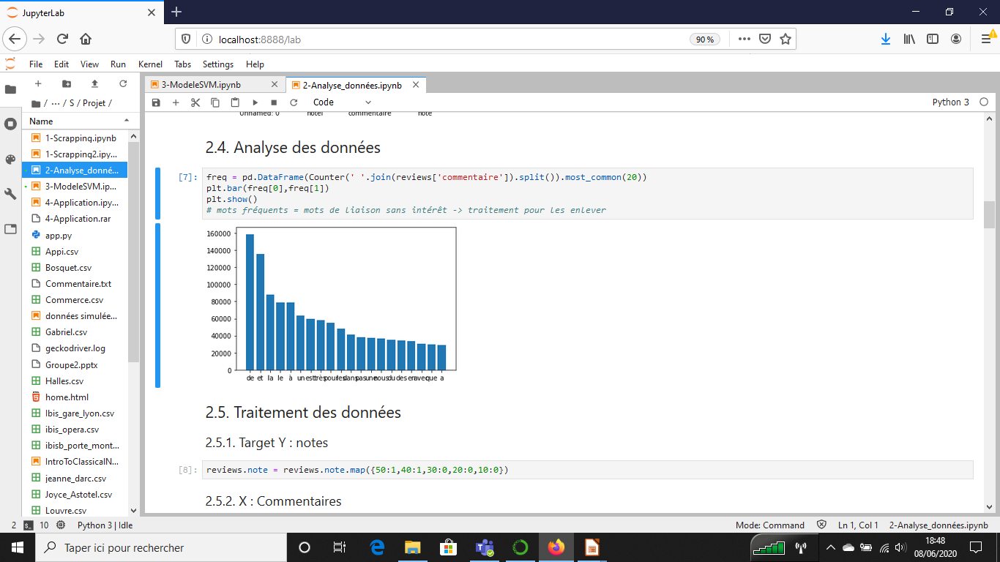 JupyterLab
localhost:8888/lab
90 %
File Edit View Run Kernel Tabs Settings Help
3-ModeleSVM.ipynb
2-Analyse_données.ipynb
/ ··· / S / Projet /
Code
Python 3
Name
Unnamed: 0 note1 commentaire note
1-Scrapping.ipynb
1-Scrapping2.ipy...
2-Analyse_donné...
3-ModeleSVM.ip...
4-Application.ipy...
4-Application.rar
app.py
Appi.csv
Bosquet.csv
Commentaire.txt
Commerce.csv
données simulée...
Gabriel.csv
geckodriver.log
Groupe2.pptx
Halles.csv
home.html
Ibis_gare_lyon.csv
ibis_opera.csv
ibisb_porte_mont...
IntroToClassicalN...
jeanne_darc.csv
Joyce_Astotel.csv
Louvre.csv
2.4. Analyse des données
[7]:
freq = pd.DataFrame(Counter(' '.join(reviews['commentaire']).split()).most_common(20))
plt.bar(freq[0],freq[1])
plt.show()
# mots fréquents = mots de liaison sans intérêt -> traitement pour les enlever
160000
140000
120000
100000
80000
60000
40000
20000
0
de et la le à un est très pour les dans pas une nous du des en avec que a
2.5. Traitement des données
2.5.1. Target Y : notes
[8]:
reviews.note = reviews.note.map({50:1,40:1,30:0,20:0,10:0})
2.5.2. X : Commentaires
2 10 Python 3 | Idle
Mode: Command Ln 1, Col 1 2-Analyse_données.ipynb
Taper ici pour rechercher
18:48
08/06/2020